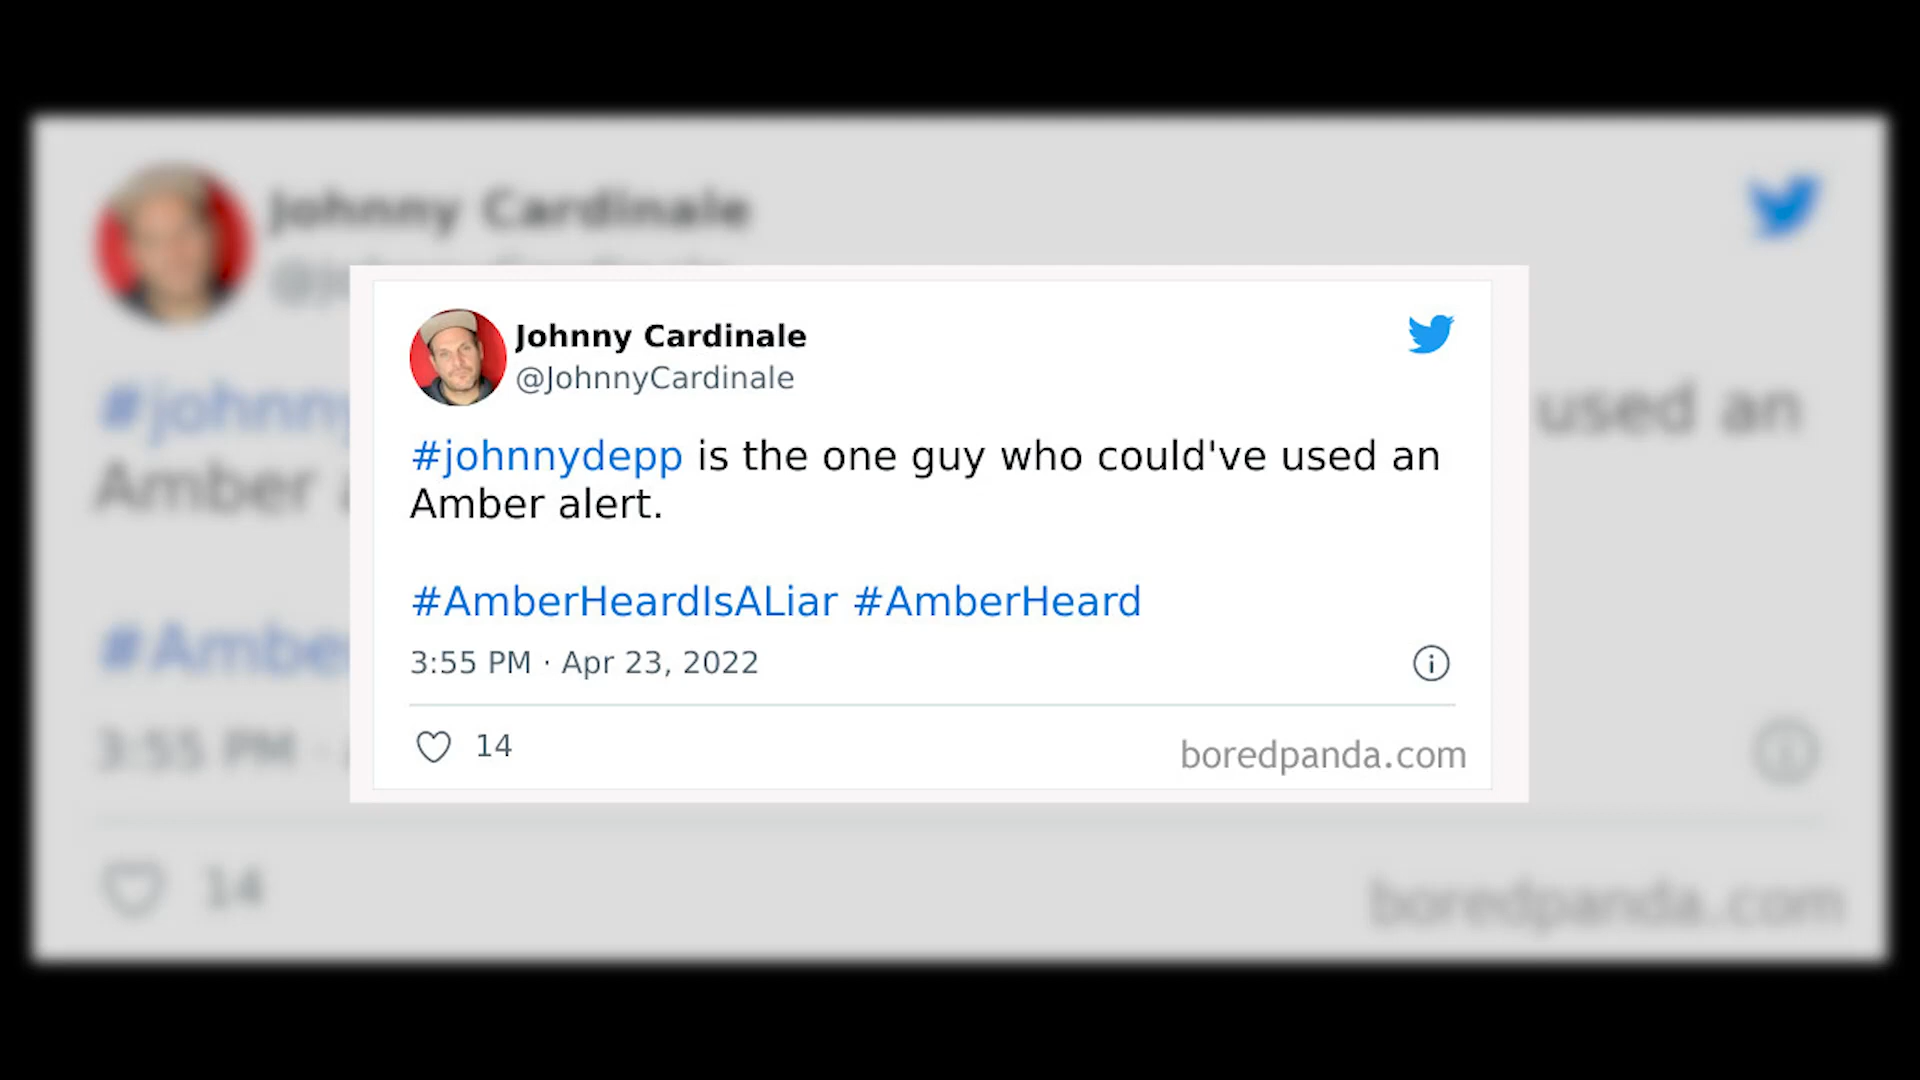 Johnny Cardinale
@JohnnyCardinale
#johnnydepp is the one guy who could've used an
Amber alert.
#AmberHeardIsALiar #AmberHeard
3:55 PM · Apr 23, 2022
14
boredpanda.com